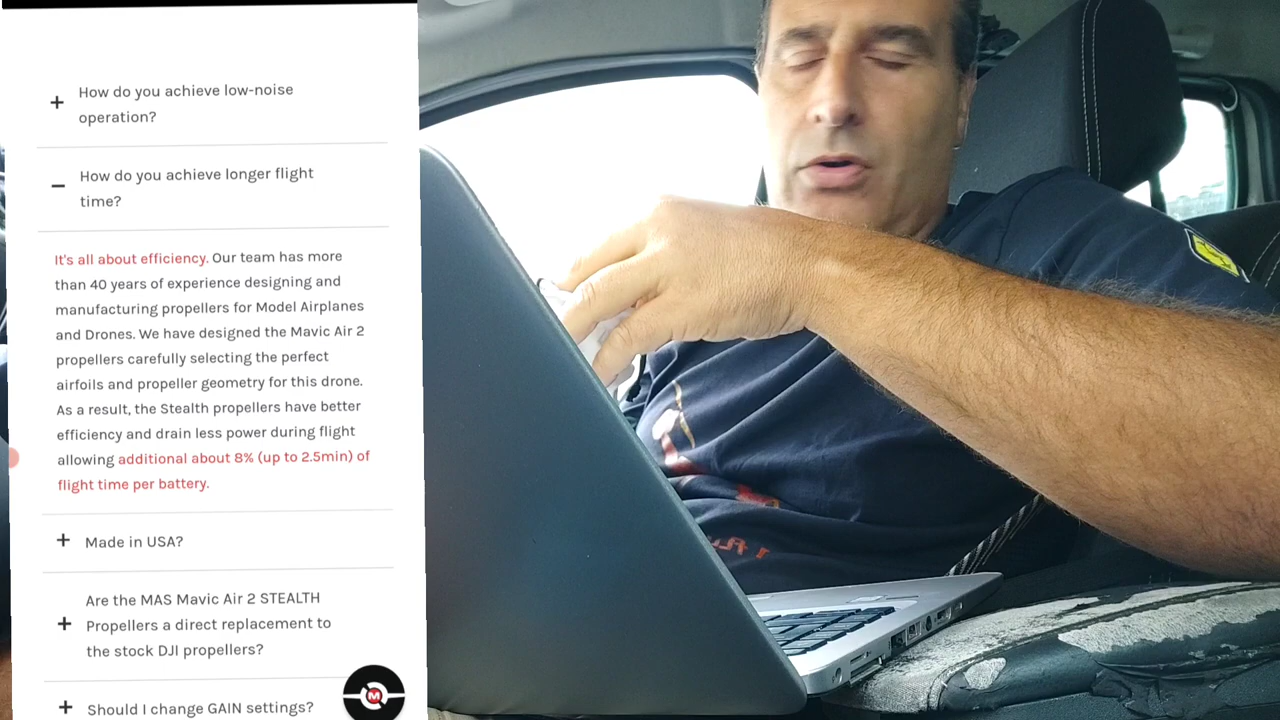 How do you achieve low-noise
operation?
How do you achieve longer flight
time?
It's all about efficiency. Our team has more
than 40 years of experience designing and
manufacturing propellers for Model Airplanes
and Drones. We have designed the Mavic Air 2
propellers carefully selecting the perfect
airfoils and propeller geometry for this drone.
As a result, the Stealth propellers have better
efficiency and drain less power during flight
allowing additional about 8% (up to 2.5min) of
flight time per battery.
Made in USA?
Are the MAS Mavic Air 2 STEALTH
Propellers a direct replacement to
the stock DJI propellers?
Should I change GAIN settings?
M